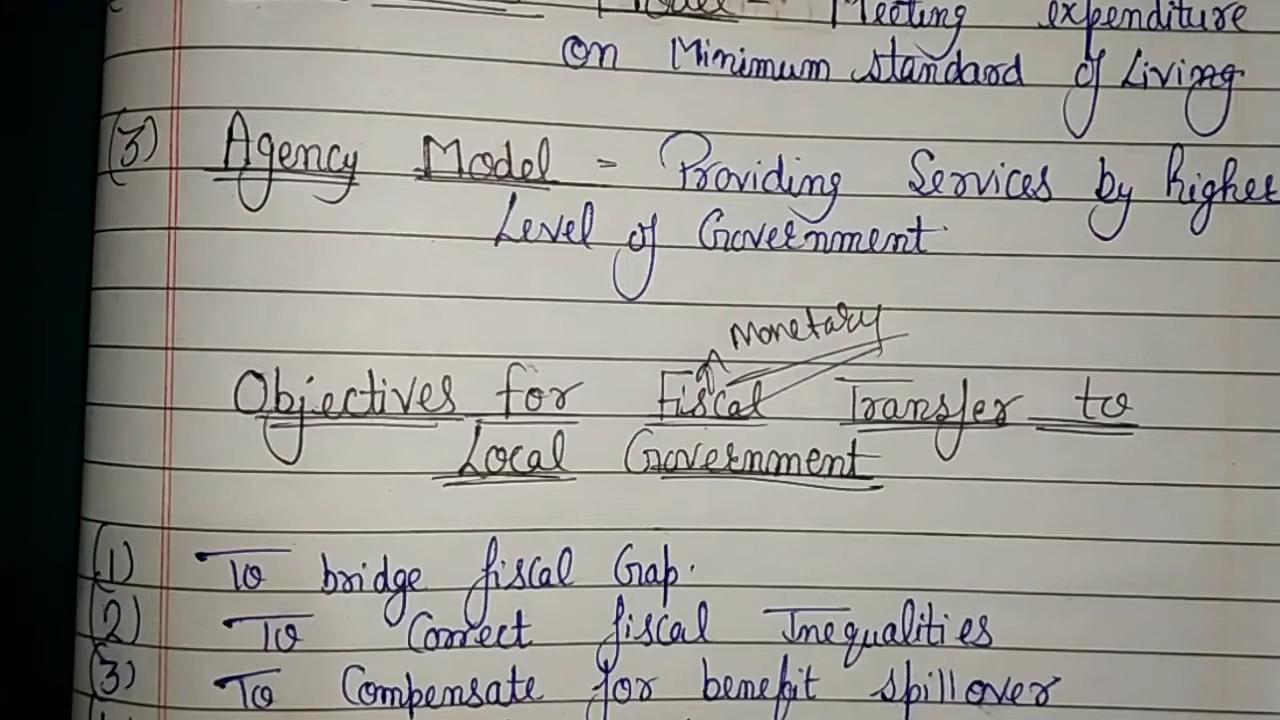 Meeting expenditure
on Minimum standard of Living
(3) Agency Model = Providing Services by higher
Level of Government
Monetary
Objectives for Fiscal Transfer to
Local Government
(1) To bridge fiscal Gap.
(2) To Correct fiscal Inequalities
(3) To Compensate for benefit spillover